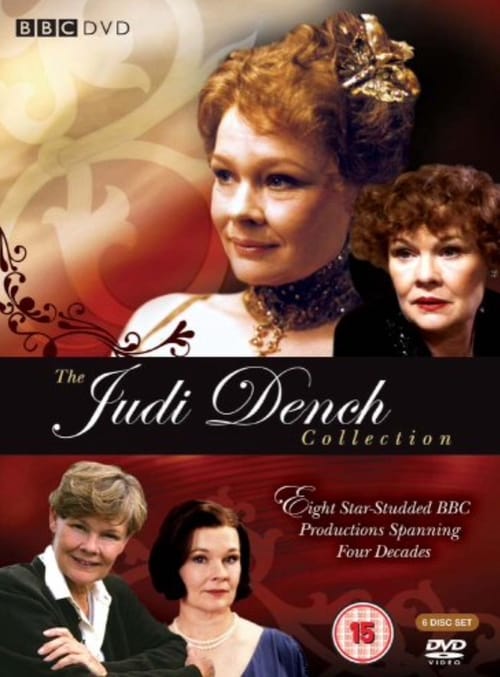 BBC DVD
The
Judi Dench
Collection
Eight Star-Studded BBC
Productions Spanning
Four Decades
15
6 DISC SET
DVD
VIDEO